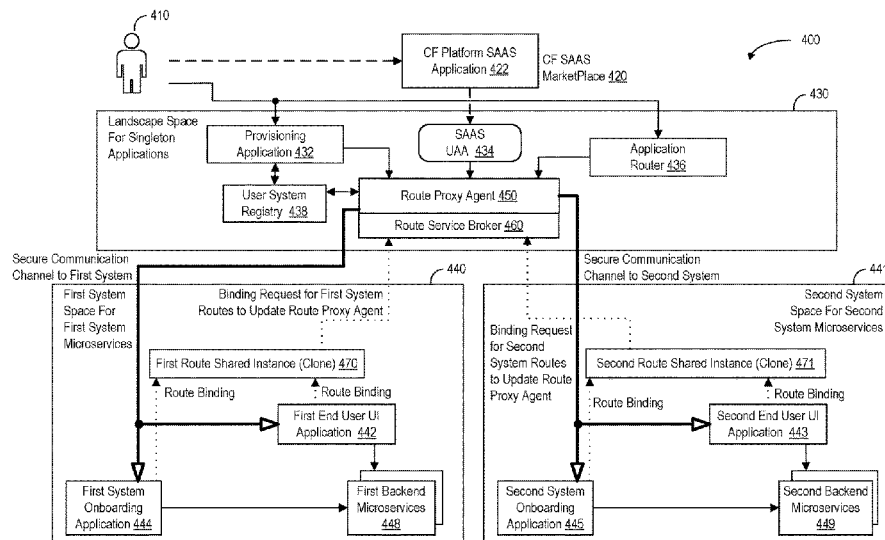 410
400
CF Platform SAAS
Application 422
CF SAAS
MarketPlace 420
430
Landscape Space
For Singleton
Applications
Provisioning
Application 432
SAAS
UAA 434
Application
Router 436
User System
Registry 438
Route Proxy Agent 450
Route Service Broker 460
Secure Communication
Channel to First System
Secure Communication
Channel to Second System
440
First System
Space For
First System
Microservices
Binding Request for First System
Routes to Update Route Proxy Agent
First Route Shared Instance (Clone) 470
Route Binding
Route Binding
First End User UI
Application 442
First System
Onboarding
Application 444
First Backend
Microservices
448
Second System
Space For Second
System Microservices
Binding Request
for Second
System Routes
to Update Route
Proxy Agent
Second Route Shared Instance (Clone) 471
Route Binding
Route Binding
Second End User UI
Application 443
Second System
Onboarding
Application 445
Second Backend
Microservices
449